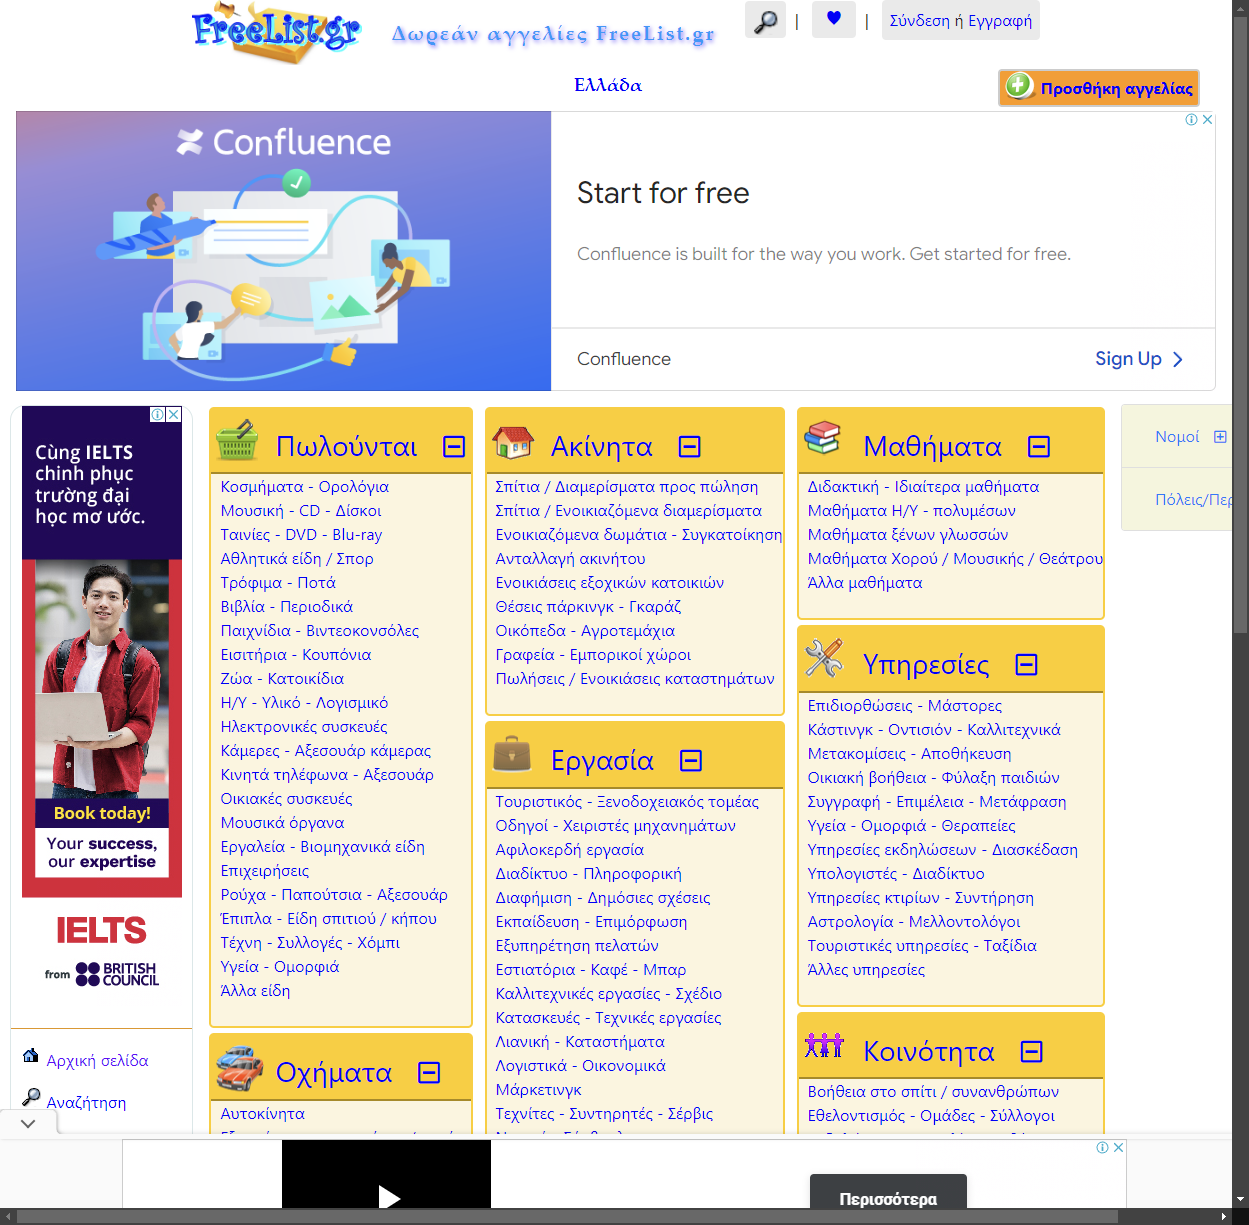 FreeList.gr
Δωρεάν αγγελίες FreeList.gr
|
|
Σύνδεση ή Εγγραφή
Ελλάδα
Προσθήκη αγγελίας
Confluence
Start for free
Confluence is built for the way you work. Get started for free.
Confluence
Sign Up
Cùng IELTS
chinh phục
trường đại
học mơ ước.
Book today!
Your success,
our expertise
IELTS
from BRITISH
COUNCIL
Αρχική σελίδα
Αναζήτηση
Πωλούνται
Κοσμήματα - Ορολόγια
Μουσική - CD - Δίσκοι
Ταινίες - DVD - Blu-ray
Αθλητικά είδη / Σπορ
Τρόφιμα - Ποτά
Βιβλία - Περιοδικά
Παιχνίδια - Βιντεοκονσόλες
Εισιτήρια - Κουπόνια
Ζώα - Κατοικίδια
Η/Υ - Υλικό - Λογισμικό
Ηλεκτρονικές συσκευές
Κάμερες - Αξεσουάρ κάμερας
Κινητά τηλέφωνα - Αξεσουάρ
Οικιακές συσκευές
Μουσικά όργανα
Εργαλεία - Βιομηχανικά είδη
Επιχειρήσεις
Ρούχα - Παπούτσια - Αξεσουάρ
Έπιπλα - Είδη σπιτιού / κήπου
Τέχνη - Συλλογές - Χόμπι
Υγεία - Ομορφιά
Άλλα είδη
Οχήματα
Αυτοκίνητα
Ακίνητα
Σπίτια / Διαμερίσματα προς πώληση
Σπίτια / Ενοικιαζόμενα διαμερίσματα
Ενοικιαζόμενα δωμάτια - Συγκατοίκηση
Ανταλλαγή ακινήτου
Ενοικιάσεις εξοχικών κατοικιών
Θέσεις πάρκινγκ - Γκαράζ
Οικόπεδα - Αγροτεμάχια
Γραφεία - Εμπορικοί χώροι
Πωλήσεις / Ενοικιάσεις καταστημάτων
Εργασία
Τουριστικός - Ξενοδοχειακός τομέας
Οδηγοί - Χειριστές μηχανημάτων
Αφιλοκερδή εργασία
Διαδίκτυο - Πληροφορική
Διαφήμιση - Δημόσιες σχέσεις
Εκπαίδευση - Επιμόρφωση
Εξυπηρέτηση πελατών
Εστιατόρια - Καφέ - Μπαρ
Καλλιτεχνικές εργασίες - Σχέδιο
Κατασκευές - Τεχνικές εργασίες
Λιανική - Καταστήματα
Λογιστικά - Οικονομικά
Μάρκετινγκ
Τεχνίτες - Συντηρητές - Σέρβις
Μαθήματα
Διδακτική - Ιδιαίτερα μαθήματα
Μαθήματα Η/Υ - πολυμέσων
Μαθήματα ξένων γλωσσών
Μαθήματα Χορού / Μουσικής / Θεάτρου
Άλλα μαθήματα
Υπηρεσίες
Επιδιορθώσεις - Μάστορες
Κάστινγκ - Οντισιόν - Καλλιτεχνικά
Μετακομίσεις - Αποθήκευση
Οικιακή βοήθεια - Φύλαξη παιδιών
Συγγραφή - Επιμέλεια - Μετάφραση
Υγεία - Ομορφιά - Θεραπείες
Υπηρεσίες εκδηλώσεων - Διασκέδαση
Υπολογιστές - Διαδίκτυο
Υπηρεσίες κτιρίων - Συντήρηση
Αστρολογία - Μελλοντολόγοι
Τουριστικές υπηρεσίες - Ταξίδια
Άλλες υπηρεσίες
Κοινότητα
Βοήθεια στο σπίτι / συνανθρώπων
Εθελοντισμός - Ομάδες - Σύλλογοι
Νομοί
Πόλεις/Περ
Περισσότερα